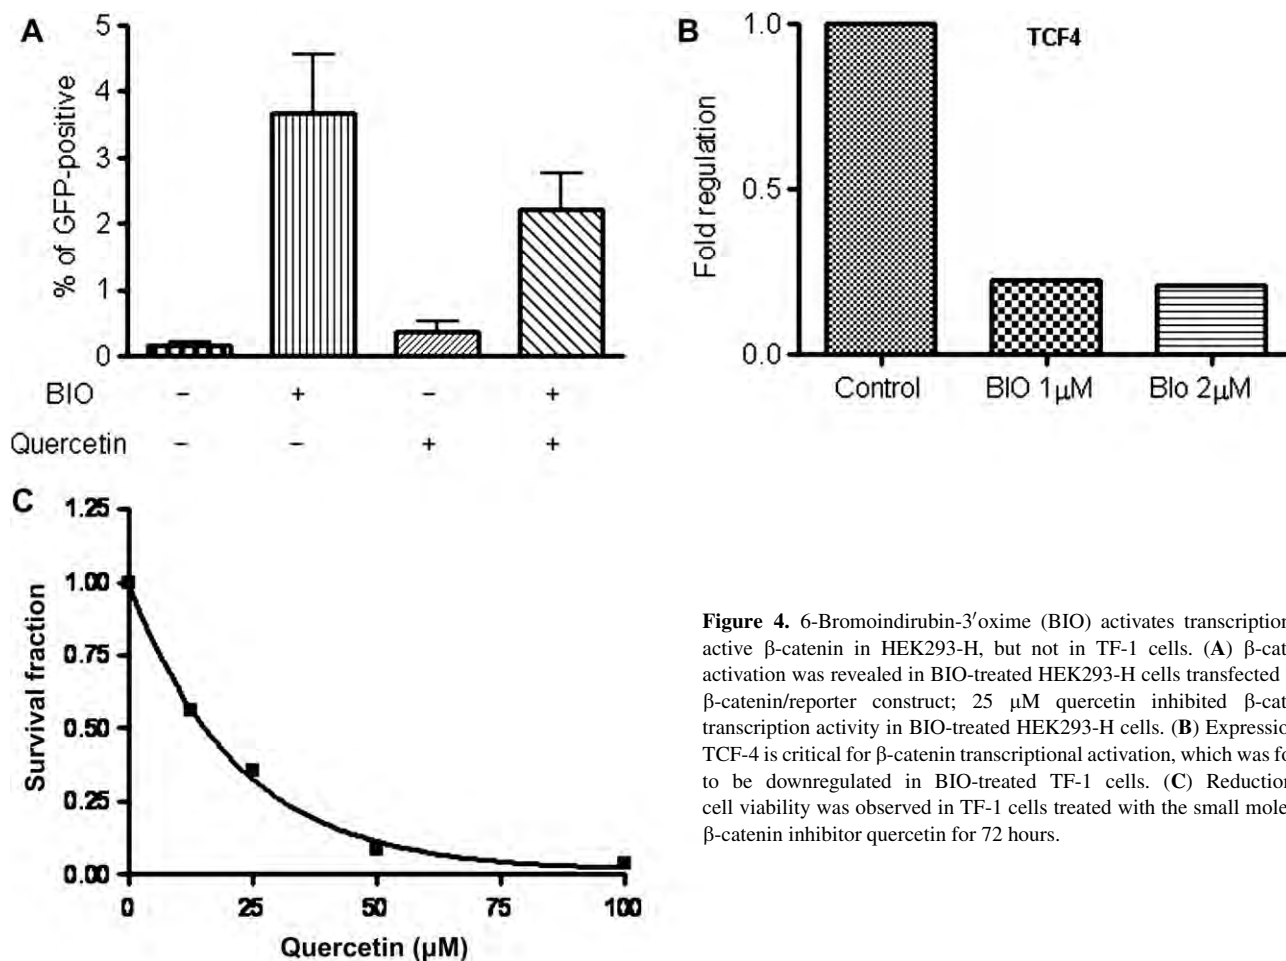 A
5
4
3
2
1
0
% of GFP-positive
BIO – + – +
Quercetin – – + +
B
TCF4
1.0
0.5
0.0
Fold regulation
Control BIO 1μM BIo 2μM
C
1.25
1.00
0.75
0.50
0.25
0.00
Survival fraction
0 25 50 75 100
Quercetin (μM)
Figure 4. 6-Bromoindirubin-3′oxime (BIO) activates transcription
active β-catenin in HEK293-H, but not in TF-1 cells. (A) β-cat
activation was revealed in BIO-treated HEK293-H cells transfected
β-catenin/reporter construct; 25 μM quercetin inhibited β-cat
transcription activity in BIO-treated HEK293-H cells. (B) Expressio
TCF-4 is critical for β-catenin transcriptional activation, which was fo
to be downregulated in BIO-treated TF-1 cells. (C) Reduction
cell viability was observed in TF-1 cells treated with the small mole
β-catenin inhibitor quercetin for 72 hours.